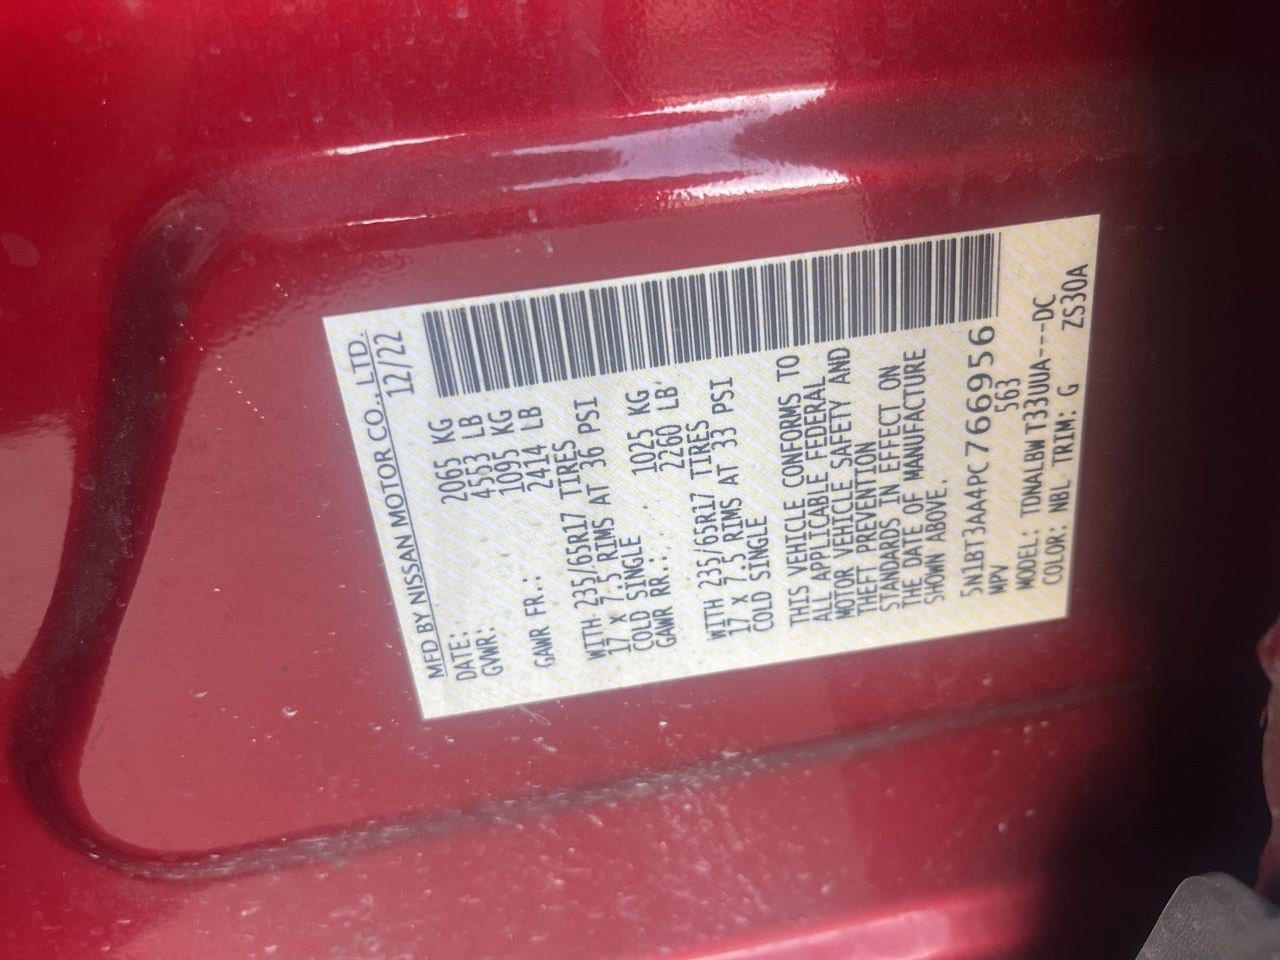 MFD BY NISSAN MOTOR CO., LTD.
DATE: 12/22
GVWR: 2065 KG
4553 LB
GAWR FR.: 1095 KG
2414 LB
WITH 235/65R17 TIRES
17 X 7.5 RIMS AT 36 PSI
COLD SINGLE
GAWR RR.: 1025 KG
2260 LB
WITH 235/65R17 TIRES
17 X 7.5 RIMS AT 33 PSI
COLD SINGLE
THIS VEHICLE CONFORMS TO
ALL APPLICABLE FEDERAL
MOTOR VEHICLE SAFETY AND
THEFT PREVENTION
STANDARDS IN EFFECT ON
THE DATE OF MANUFACTURE
SHOWN ABOVE.
5N1BT3AA4PC766956
MPV 563
MODEL: TDNALBW T33UUA---DC
COLOR: NBL TRIM: G ZS30A